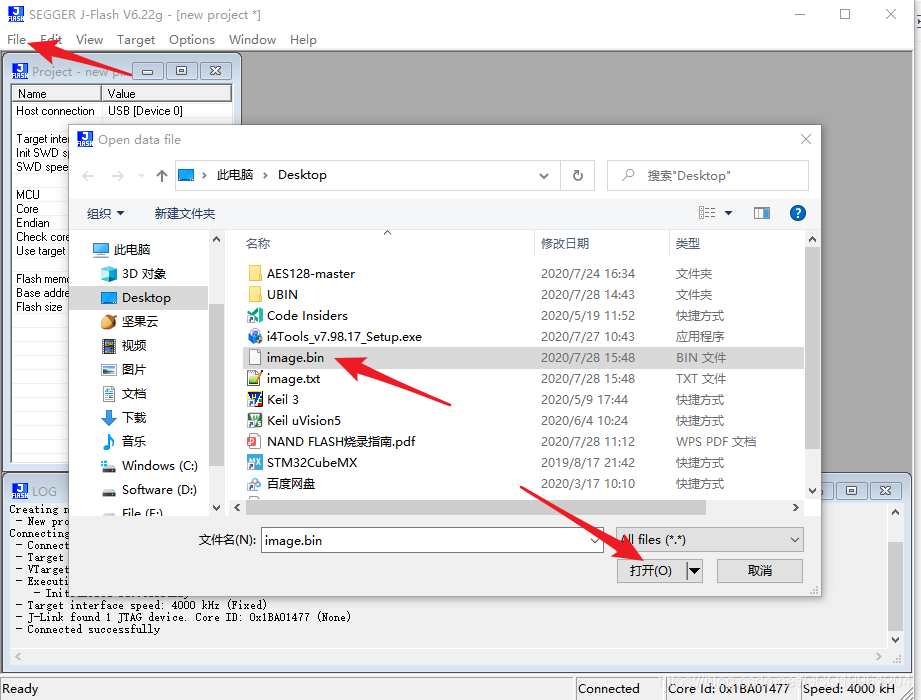 SEGGER J-Flash V6.22g - [new project *]
File Edit View Target Options Window Help
Project - new
Name Value
Host connection USB [Device 0]
Target inte
Init SWD sp
SWD spee
MCU
Core
Endian
Check core
Use target
Flash memo
Base addre
Flash size
Open data file
此电脑 Desktop
搜索"Desktop"
组织 新建文件夹
此电脑
3D 对象
Desktop
坚果云
视频
图片
文档
下载
音乐
Windows (C:)
Software (D:)
File (E:)
名称 修改日期 类型
AES128-master 2020/7/24 16:34 文件夹
UBIN 2020/7/28 14:43 文件夹
Code Insiders 2020/5/19 11:52 快捷方式
i4Tools_v7.98.17_Setup.exe 2020/7/27 10:43 应用程序
image.bin 2020/7/28 15:48 BIN 文件
image.txt 2020/7/28 15:48 TXT 文件
Keil 3 2020/5/9 17:44 快捷方式
Keil uVision5 2020/6/4 10:24 快捷方式
NAND FLASH烧录指南.pdf 2020/7/28 11:12 WPS PDF 文档
STM32CubeMX 2019/8/17 21:42 快捷方式
百度网盘 2020/3/17 10:10 快捷方式
文件名(N): image.bin
All files (*.*)
打开(O) 取消
LOG
Creating n
- New pro
Connecting
- Connect
- Target
- VTarget
- Executi
- Target interface speed: 4000 kHz (Fixed)
- J-Link found 1 JTAG device. Core ID: 0x1BA01477 (None)
- Connected successfully
Ready
Connected
Core Id: 0x1BA01477
Speed: 4000 kH